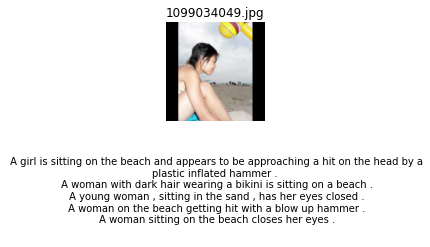 1099034049.jpg
A girl is sitting on the beach and appears to be approaching a hit on the head by a
plastic inflated hammer .
A woman with dark hair wearing a bikini is sitting on a beach .
A young woman , sitting in the sand , has her eyes closed .
A woman on the beach getting hit with a blow up hammer .
A woman sitting on the beach closes her eyes .